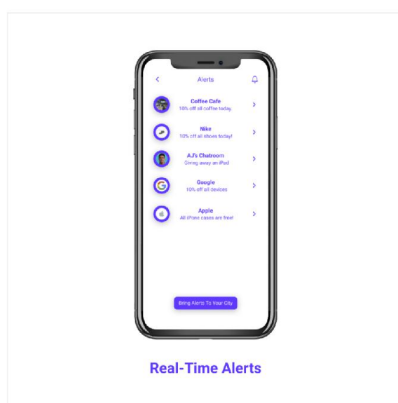 Alerts
Coffee Cafe
10% off all coffee today.
Nike
10% off all shoes today!
AJ's Chatroom
Giving away an iPad
Google
10% off all devices
Apple
All iPhone cases are free!
Bring Alerts To Your City
Real-Time Alerts